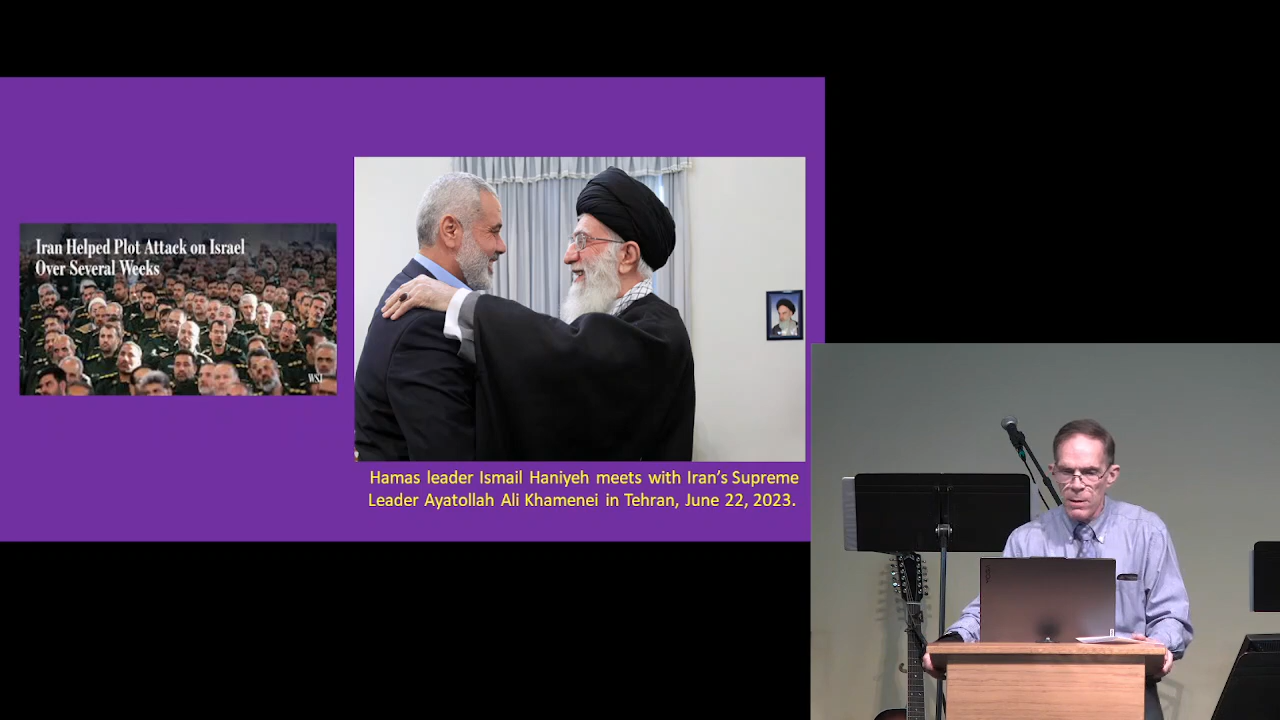 Iran Helped Plot Attack on Israel
Over Several Weeks
WSJ
Hamas leader Ismail Haniyeh meets with Iran's Supreme
Leader Ayatollah Ali Khamenei in Tehran, June 22, 2023.